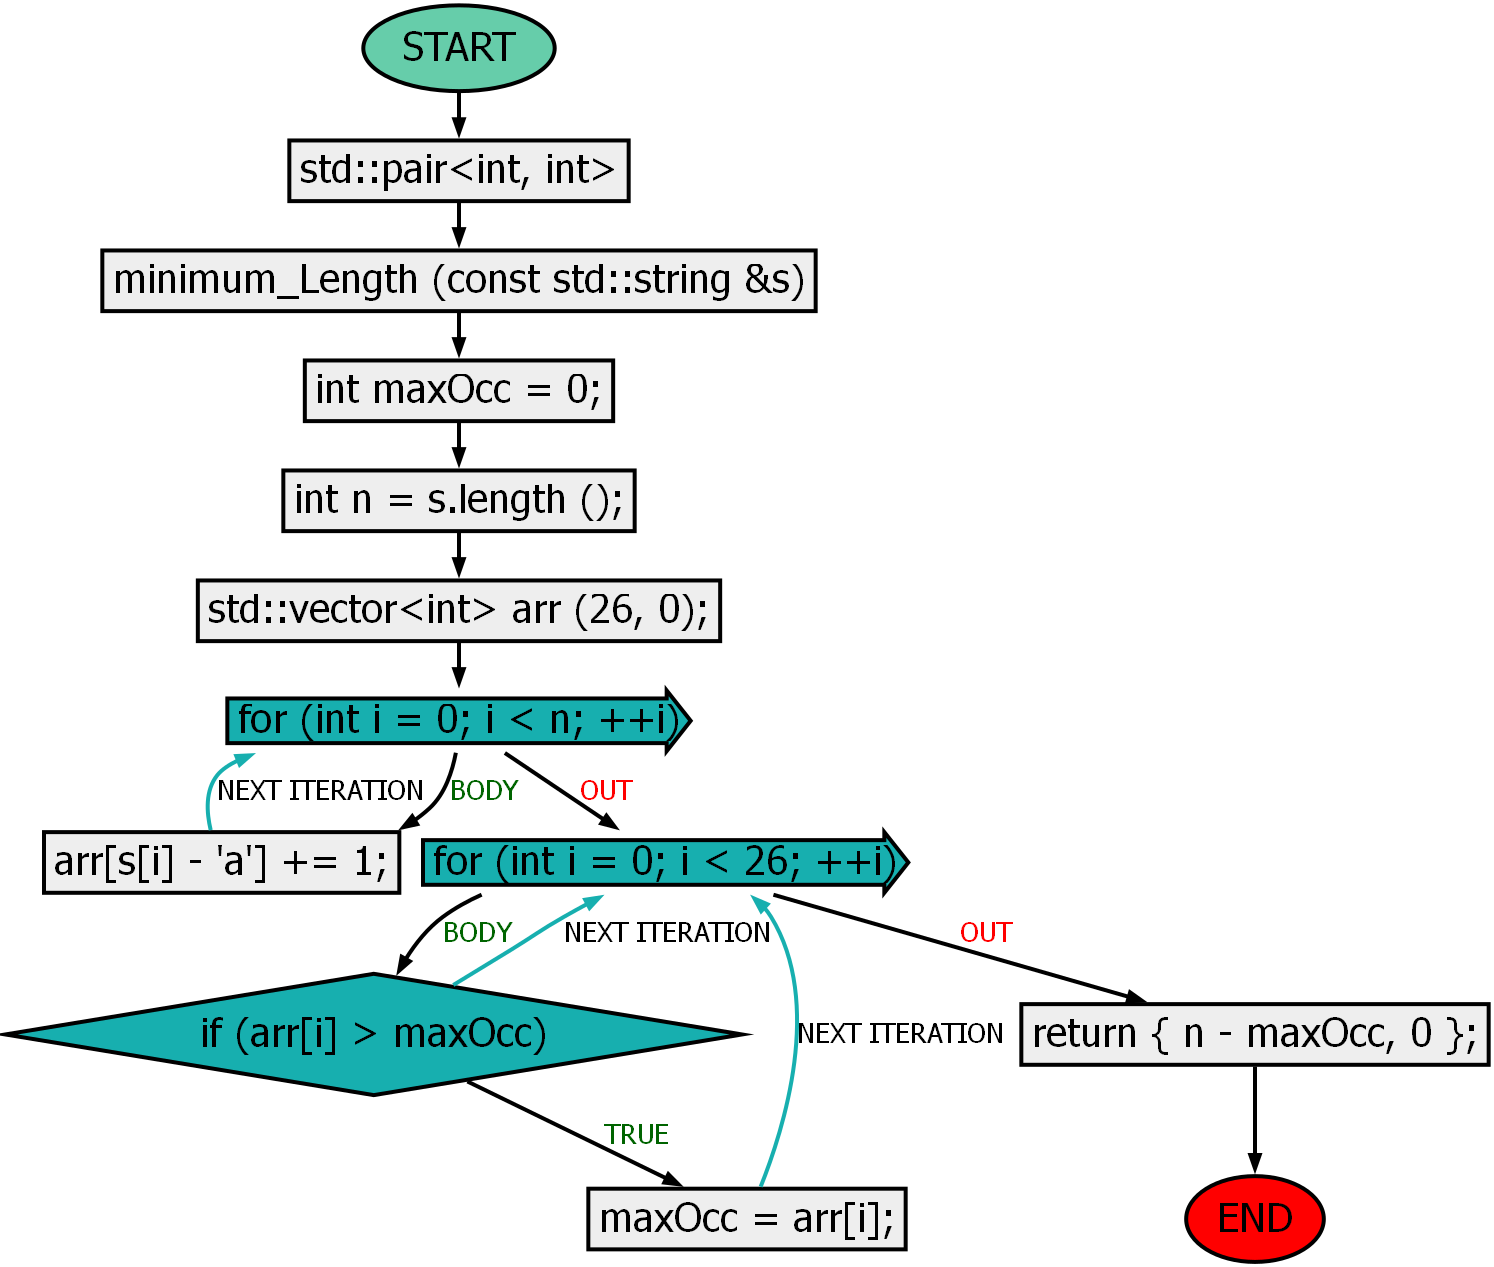 START
std::pair<int, int>
minimum_Length (const std::string &s)
int maxOcc = 0;
int n = s.length ();
std::vector<int> arr (26, 0);
for (int i = 0; i < n; ++i)
NEXT ITERATION
BODY
OUT
arr[s[i] - 'a'] += 1;
for (int i = 0; i < 26; ++i)
BODY
NEXT ITERATION
OUT
if (arr[i] > maxOcc)
NEXT ITERATION
return { n - maxOcc, 0 };
TRUE
maxOcc = arr[i];
END